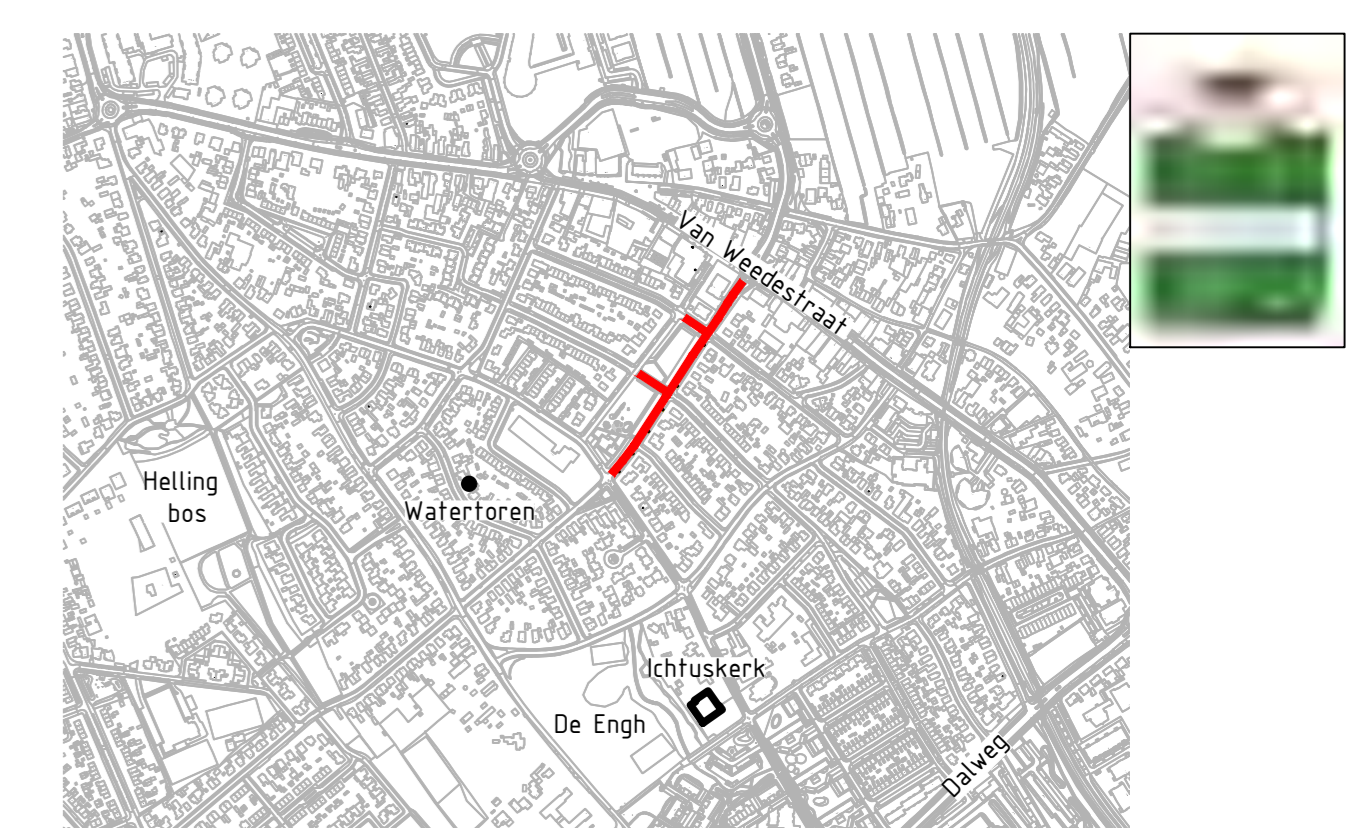 Van Weedestraat
Helling
bos
Watertoren
Ichtuskerk
De Engh
Dalweg